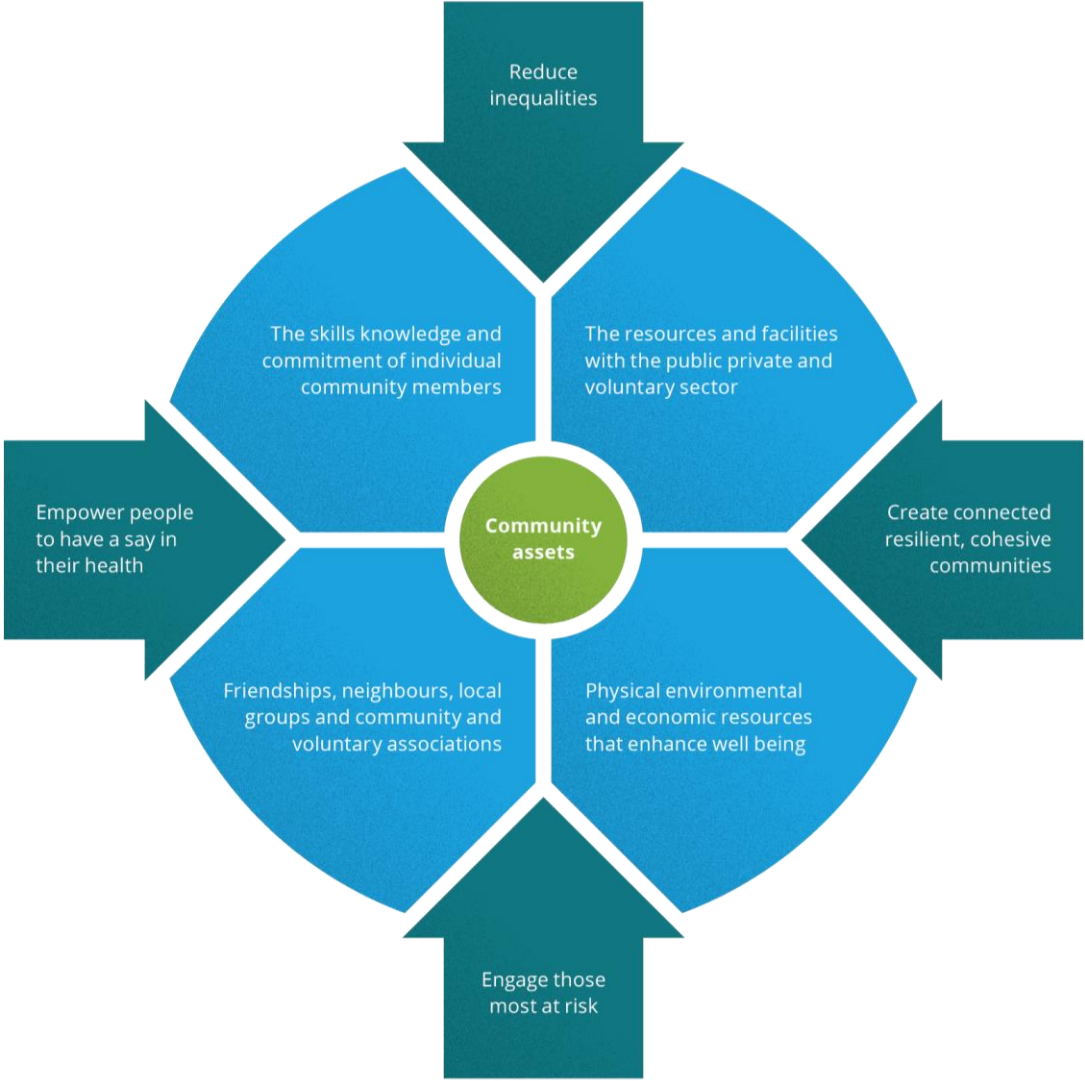 Reduce
inequalities
The skills knowledge and
commitment of individual
community members
The resources and facilities
with the public private and
voluntary sector
Empower people
to have a say in
their health
Community
assets
Create connected
resilient, cohesive
communities
Friendships, neighbours, local
groups and community and
voluntary associations
Physical environmental
and economic resources
that enhance well being
Engage those
most at risk